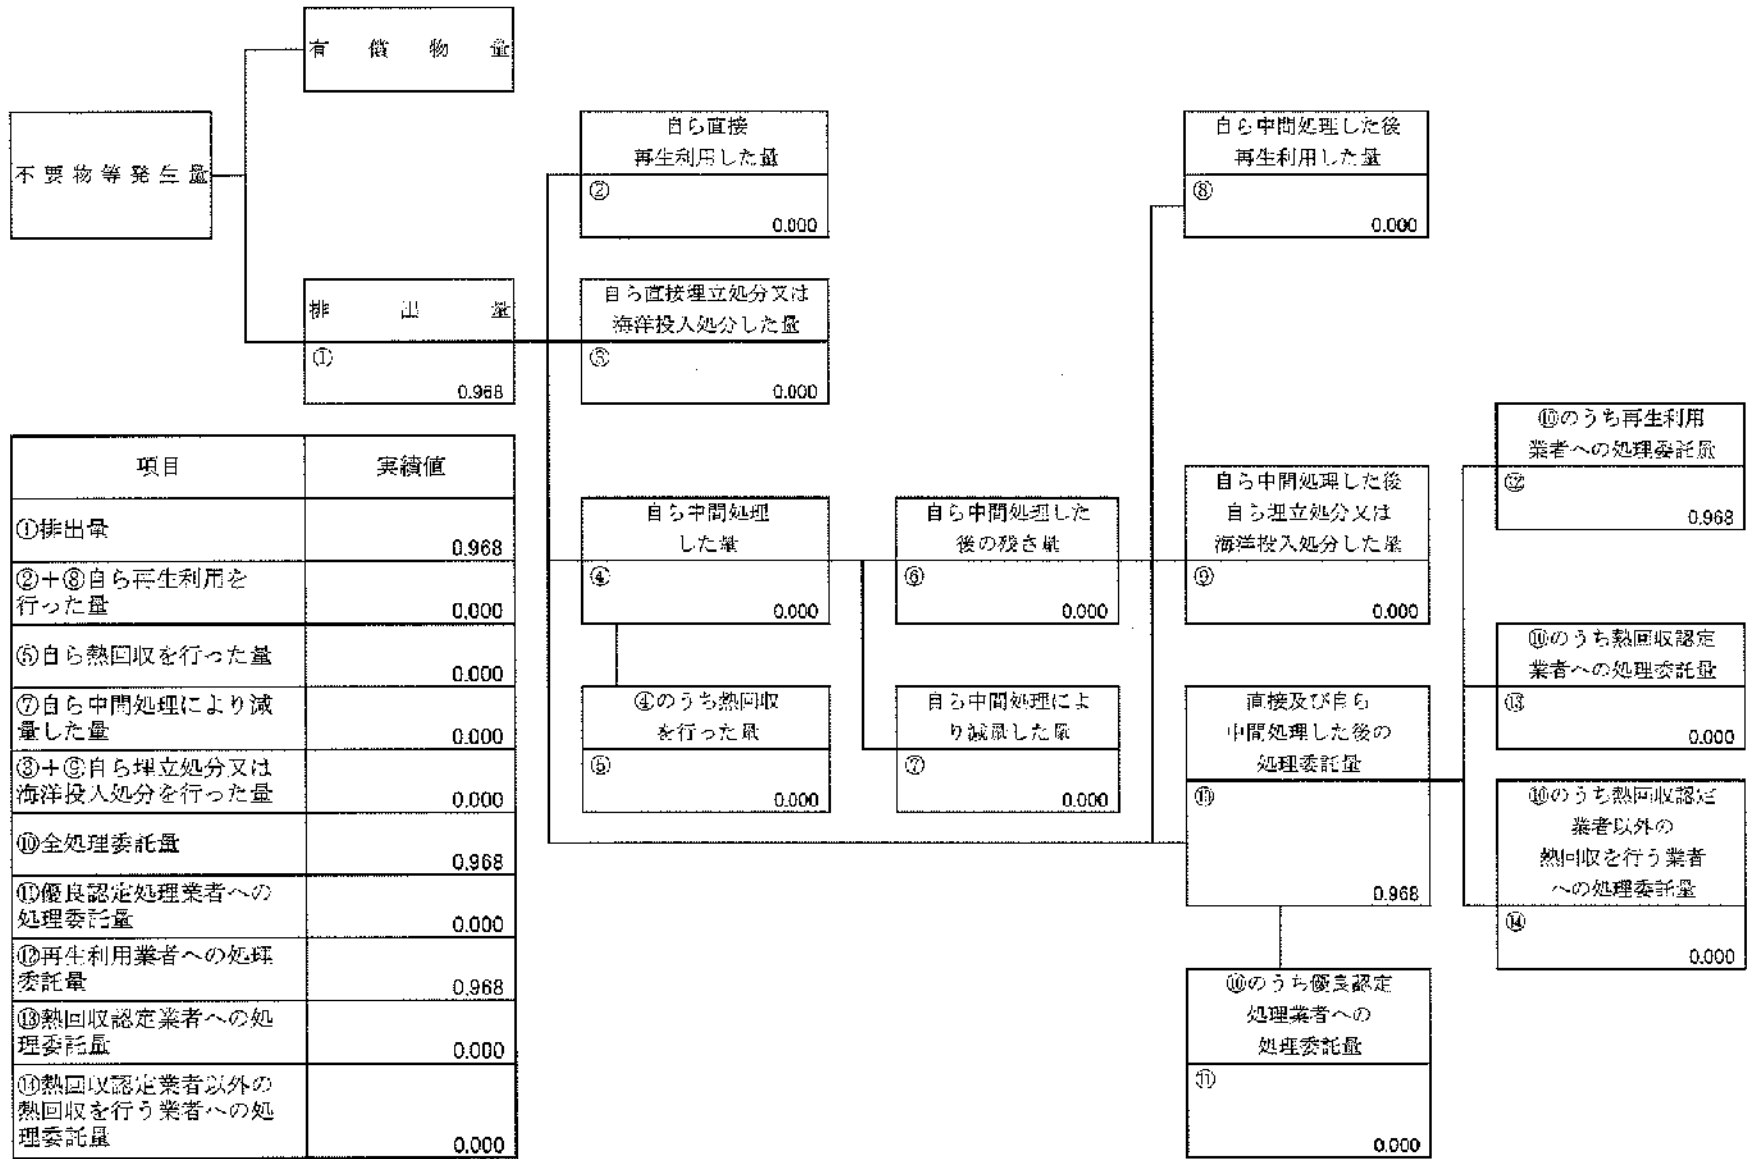 有償物量
不要物等発生量
自ら直接
再生利用した量
②
0.000
自ら中間処理した後
再生利用した量
⑧
0.000
排出量
①
0.968
自ら直接埋立処分又は
海洋投入処分した量
③
0.000
項目 実績値
①排出量
0.968
②+⑧自ら再生利用を
行った量
0.000
⑤自ら熱回収を行った量
0.000
⑦自ら中間処理により減
量した量
0.000
③+⑨自ら埋立処分又は
海洋投入処分を行った量
0.000
⑩全処理委託量
0.968
⑪優良認定処理業者への
処理委託量
0.000
⑫再生利用業者への処理
委託量
0.968
⑬熱回収認定業者への処
理委託量
0.000
⑭熱回収認定業者以外の
熱回収を行う業者への処
理委託量
0.000
自ら中間処理
した量
④
0.000
④のうち熱回収
を行った量
⑤
0.000
自ら中間処理した
後の残さ量
⑥
0.000
自ら中間処理によ
り減量した量
⑦
0.000
自ら中間処理した後
自ら埋立処分又は
海洋投入処分した量
⑨
0.000
直接及び自ら
中間処理した後の
処理委託量
⑩
0.968
⑩のうち優良認定
処理業者への
処理委託量
⑪
0.000
⑩のうち再生利用
業者への処理委託量
⑫
0.968
⑩のうち熱回収認定
業者への処理委託量
⑬
0.000
⑩のうち熱回収認定
業者以外の
熱回収を行う業者
への処理委託量
⑭
0.000